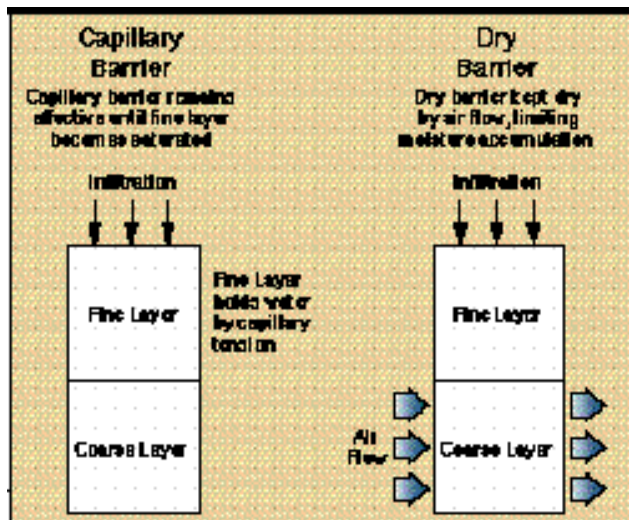 Capillary
Barrier
Capillary barrier remains
effective until fine layer
becomes saturated
Infiltration
Fine Layer
Fine Layer
holds water
by capillary
tension
Coarse Layer
Dry
Barrier
Dry barrier kept dry
by air flow, limiting
moisture accumulation
Infiltration
Fine Layer
Air
Flow
Coarse Layer